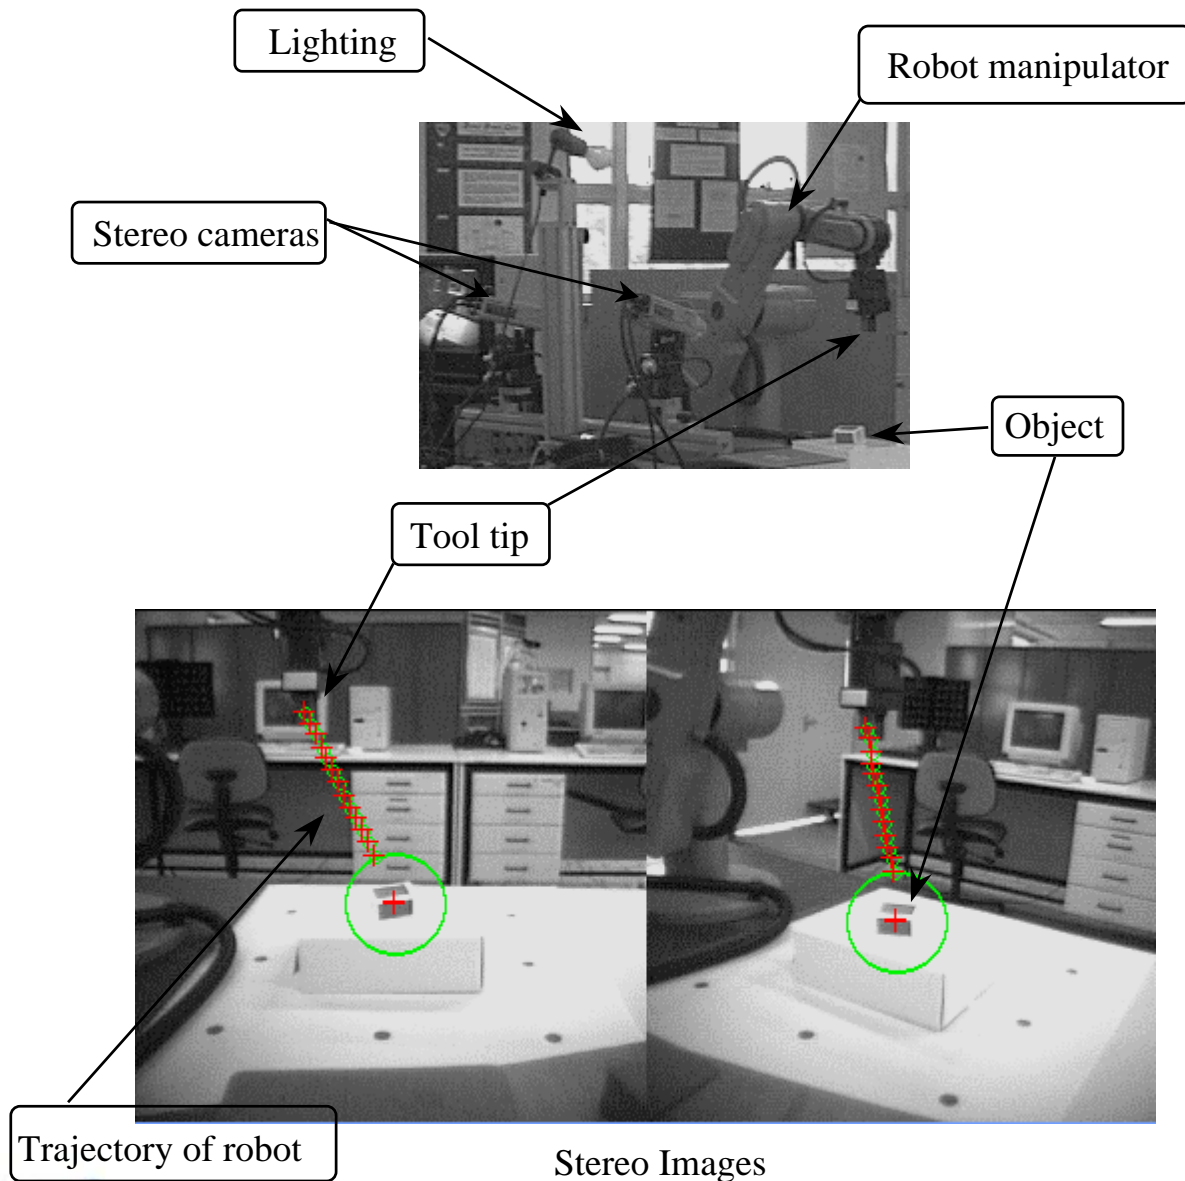 Lighting
Robot manipulator
Stereo cameras
Object
Tool tip
Trajectory of robot
Stereo Images